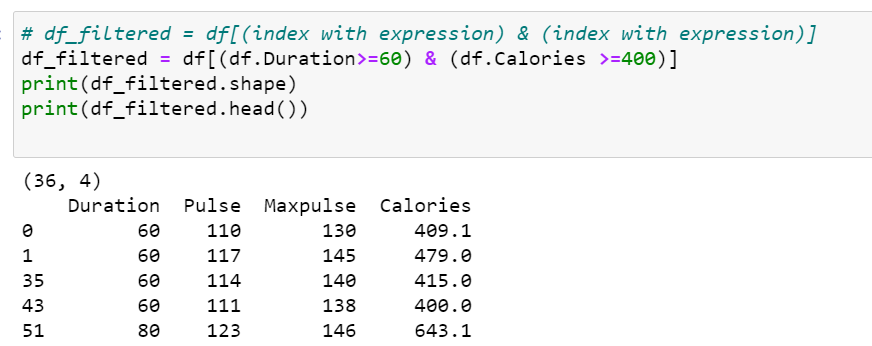 # df_filtered = df[(index with expression) & (index with expression)]
df_filtered = df[(df.Duration>=60) & (df.Calories >=400)]
print(df_filtered.shape)
print(df_filtered.head())
(36, 4)
    Duration  Pulse  Maxpulse  Calories
0         60    110       130     409.1
1         60    117       145     479.0
35        60    114       140     415.0
43        60    111       138     400.0
51        80    123       146     643.1